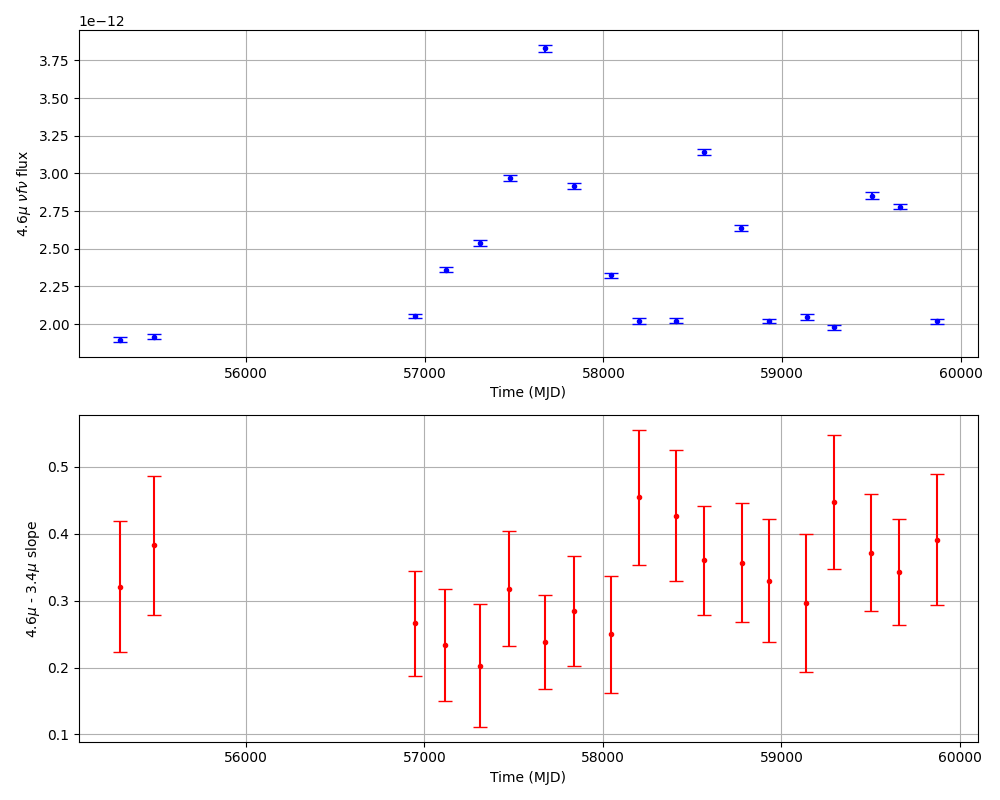 1e−12
3.75
3.50
3.25
3.00
2.75
2.50
2.25
2.00
4.6μ νfν flux
56000 57000 58000 59000 60000
Time (MJD)
0.5
0.4
0.3
0.2
0.1
4.6μ - 3.4μ slope
56000 57000 58000 59000 60000
Time (MJD)